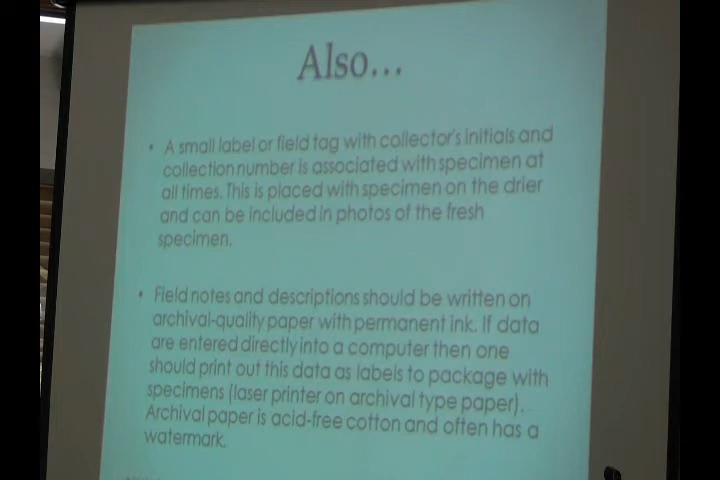 Also...
• A small label or field tag with collector's initials and
collection number is associated with specimen at
all times. This is placed with specimen on the drier
and can be included in photos of the fresh
specimen.
• Field notes and descriptions should be written on
archival-quality paper with permanent ink. If data
are entered directly into a computer then one
should print out this data as labels to package with
specimens (laser printer on archival type paper).
Archival paper is acid-free cotton and often has a
watermark.